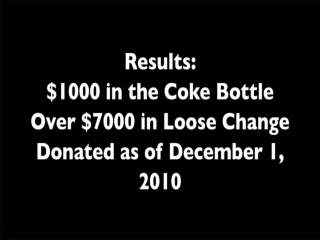 Results:
$1000 in the Coke Bottle
Over $7000 in Loose Change
Donated as of December 1,
2010